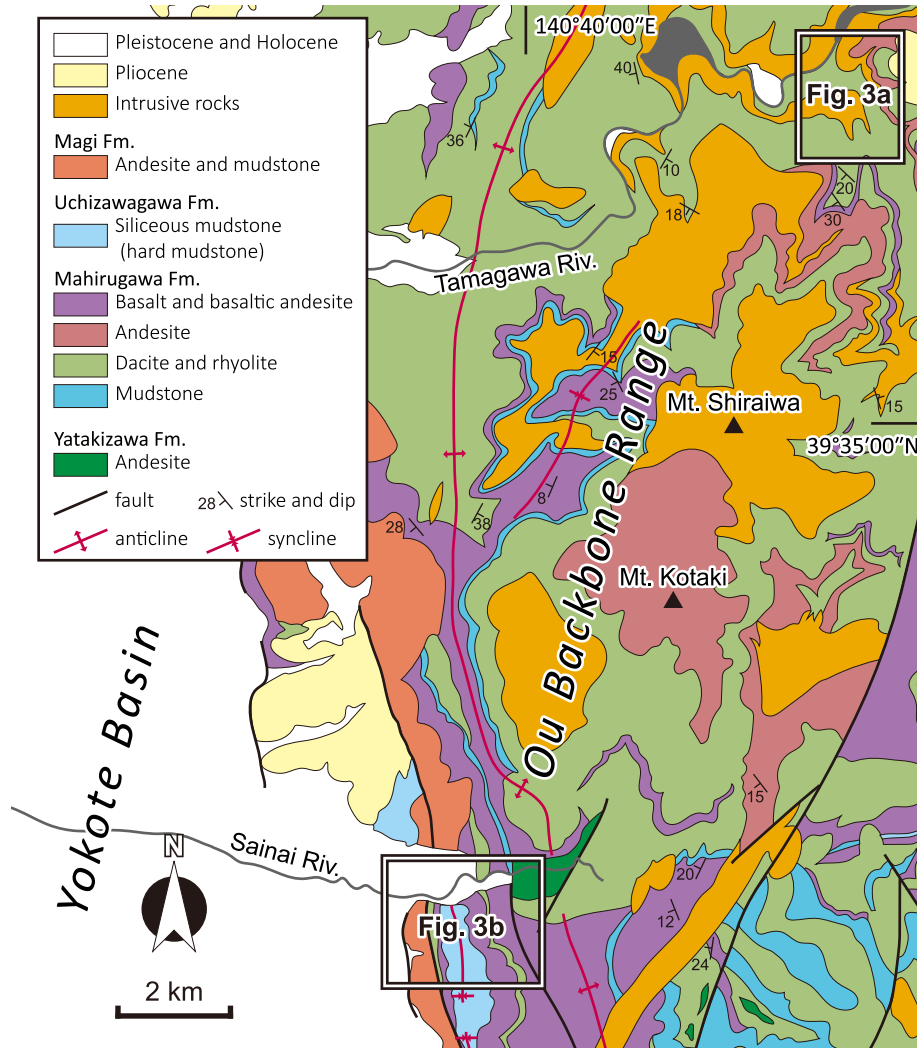 Pleistocene and Holocene
Pliocene
Intrusive rocks
Magi Fm.
Andesite and mudstone
Uchizawagawa Fm.
Siliceous mudstone
(hard mudstone)
Mahirugawa Fm.
Basalt and basaltic andesite
Andesite
Dacite and rhyolite
Mudstone
Yatakizawa Fm.
Andesite
fault
28 strike and dip
anticline
syncline
140°40′00″E
40
Fig. 3a
36
10
20
18
30
Tamagawa Riv.
15
25
Mt. Shiraiwa
15
39°35′00″N
8
38
28
Ou Backbone Range
Mt. Kotaki
Yokote Basin
15
Sainai Riv.
N
20
12
Fig. 3b
24
2 km